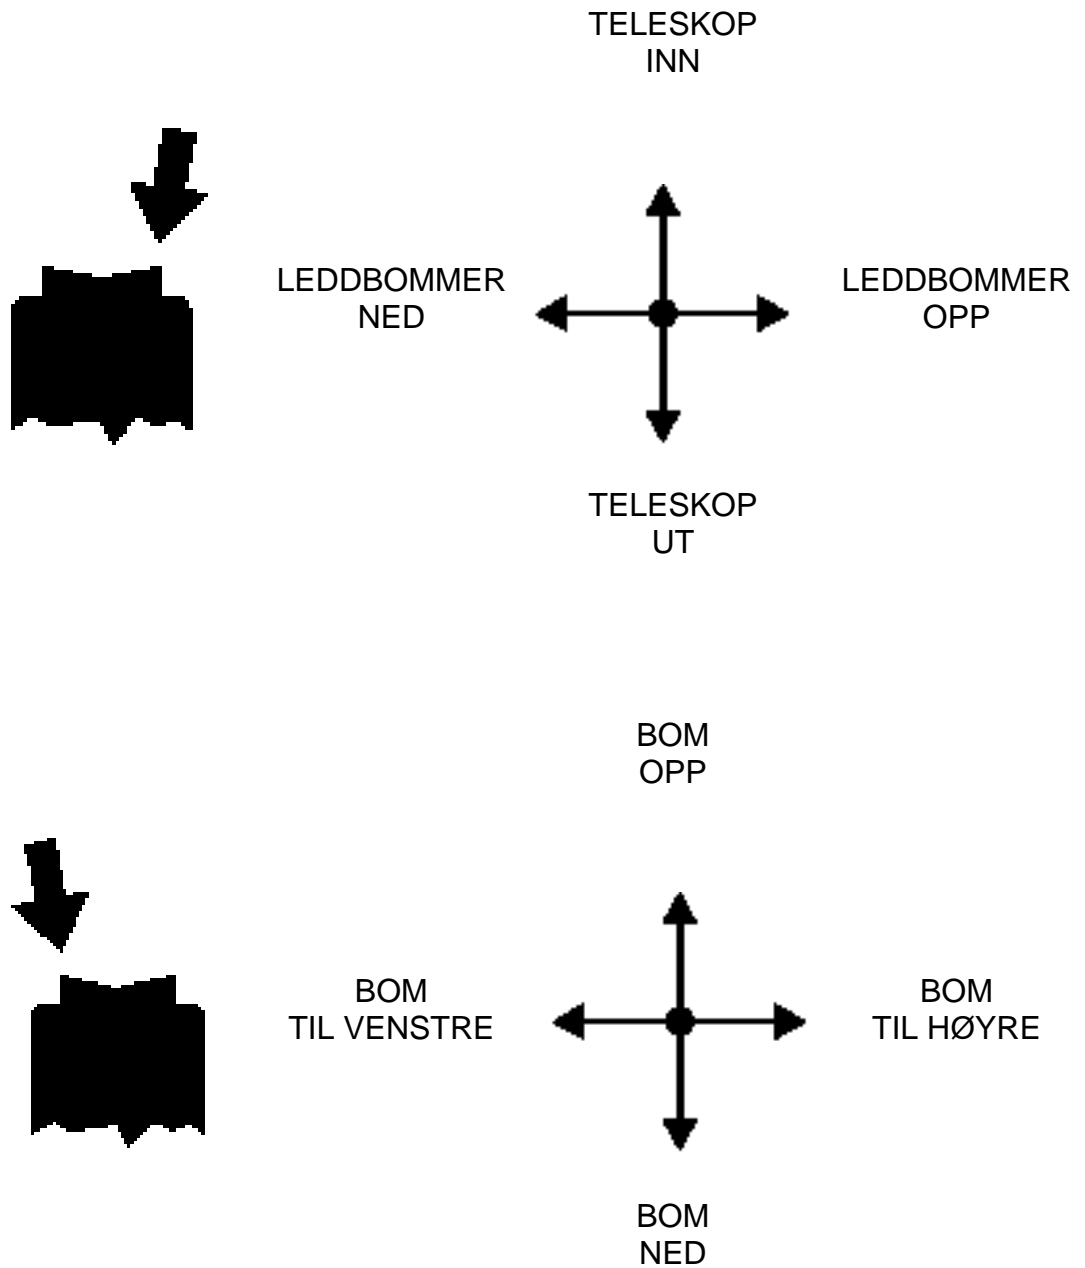 TELESKOP
INN
LEDDBOMMER
NED
LEDDBOMMER
OPP
TELESKOP
UT
BOM
OPP
BOM
TIL VENSTRE
BOM
TIL HØYRE
BOM
NED